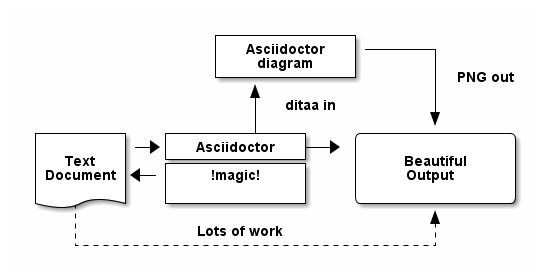 Asciidoctor
diagram
PNG out
ditaa in
Asciidoctor
Text
Document
!magic!
Beautiful
Output
Lots of work